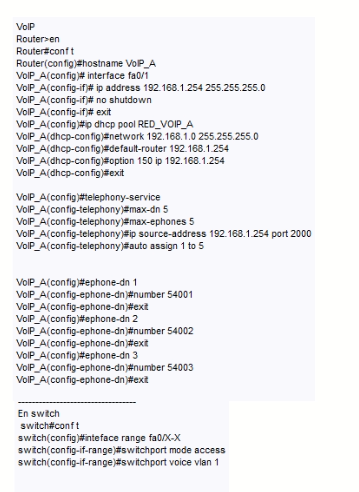 VoIP
Router>en
Router#conf t
Router(config)#hostname VoIP_A
VoIP_A(config)# interface fa0/1
VoIP_A(config-if)# ip address 192.168.1.254 255.255.255.0
VoIP_A(config-if)# no shutdown
VoIP_A(config-if)# exit
VoIP_A(config)#ip dhcp pool RED_VOIP_A
VoIP_A(dhcp-config)#network 192.168.1.0 255.255.255.0
VoIP_A(dhcp-config)#default-router 192.168.1.254
VoIP_A(dhcp-config)#option 150 ip 192.168.1.254
VoIP_A(dhcp-config)#exit
VoIP_A(config)#telephony-service
VoIP_A(config-telephony)#max-dn 5
VoIP_A(config-telephony)#max-ephones 5
VoIP_A(config-telephony)#ip source-address 192.168.1.254 port 2000
VoIP_A(config-telephony)#auto assign 1 to 5
VoIP_A(config)#ephone-dn 1
VoIP_A(config-ephone-dn)#number 54001
VoIP_A(config-ephone-dn)#exit
VoIP_A(config)#ephone-dn 2
VoIP_A(config-ephone-dn)#number 54002
VoIP_A(config-ephone-dn)#exit
VoIP_A(config)#ephone-dn 3
VoIP_A(config-ephone-dn)#number 54003
VoIP_A(config-ephone-dn)#exit
----------------------------------
En switch
switch#conf t
switch(config)#inteface range fa0/X-X
switch(config-if-range)#switchport mode access
switch(config-if-range)#switchport voice vlan 1